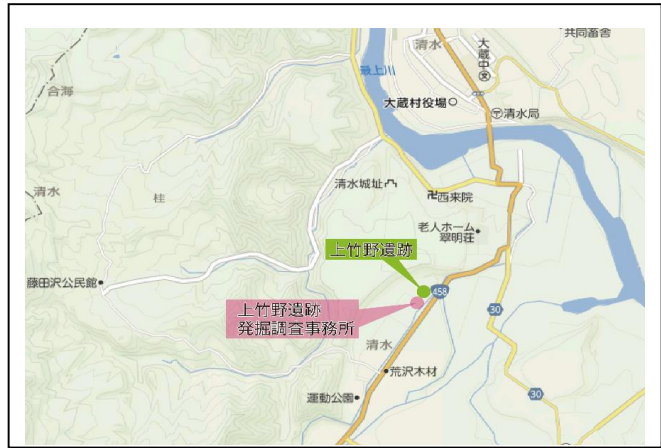 共同畜舎
清水
大蔵中
最上川
合海
大蔵村役場
清水局
清水城址
桂
清水
西来院
老人ホーム
翠明荘
上竹野遺跡
藤田沢公民館
458
30
上竹野遺跡
発掘調査事務所
清水
荒沢木材
30
運動公園